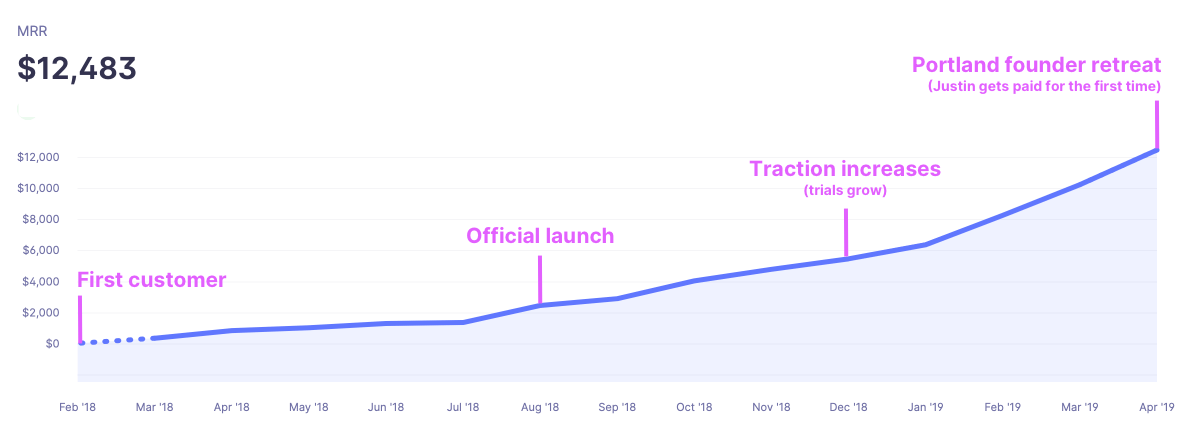 MRR
$12,483
Portland founder retreat
(Justin gets paid for the first time)
$12,000
Traction increases
$10,000
(trials grow)
$8,000
Official launch
$6,000
$4,000
First customer
$2,000
$0
Feb '18 Mar '18 Apr '18 May '18 Jun '18 Jul '18 Aug '18 Sep '18 Oct '18 Nov '18 Dec '18 Jan '19 Feb '19 Mar '19 Apr '19